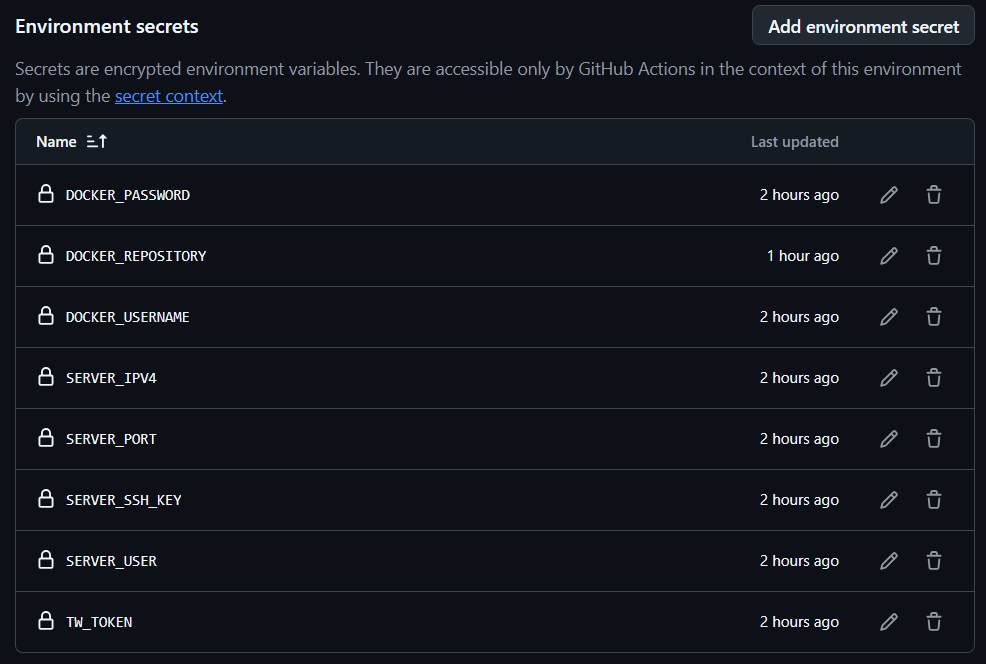 Environment secrets
Add environment secret
Secrets are encrypted environment variables. They are accessible only by GitHub Actions in the context of this environment
by using the secret context.
Name
Last updated
DOCKER_PASSWORD
2 hours ago
DOCKER_REPOSITORY
1 hour ago
DOCKER_USERNAME
2 hours ago
SERVER_IPV4
2 hours ago
SERVER_PORT
2 hours ago
SERVER_SSH_KEY
2 hours ago
SERVER_USER
2 hours ago
TW_TOKEN
2 hours ago